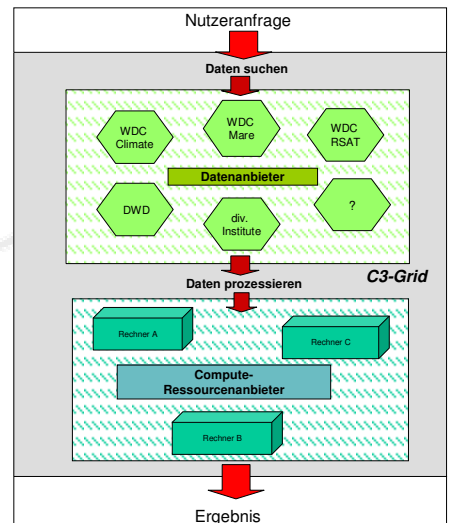 Nutzeranfrage
Daten suchen
WDC
Climate
WDC
Mare
WDC
RSAT
Datenanbieter
DWD
div.
Institute
?
C3-Grid
Daten prozessieren
Rechner A
Rechner C
Compute-
Ressourcenanbieter
Rechner B
Ergebnis